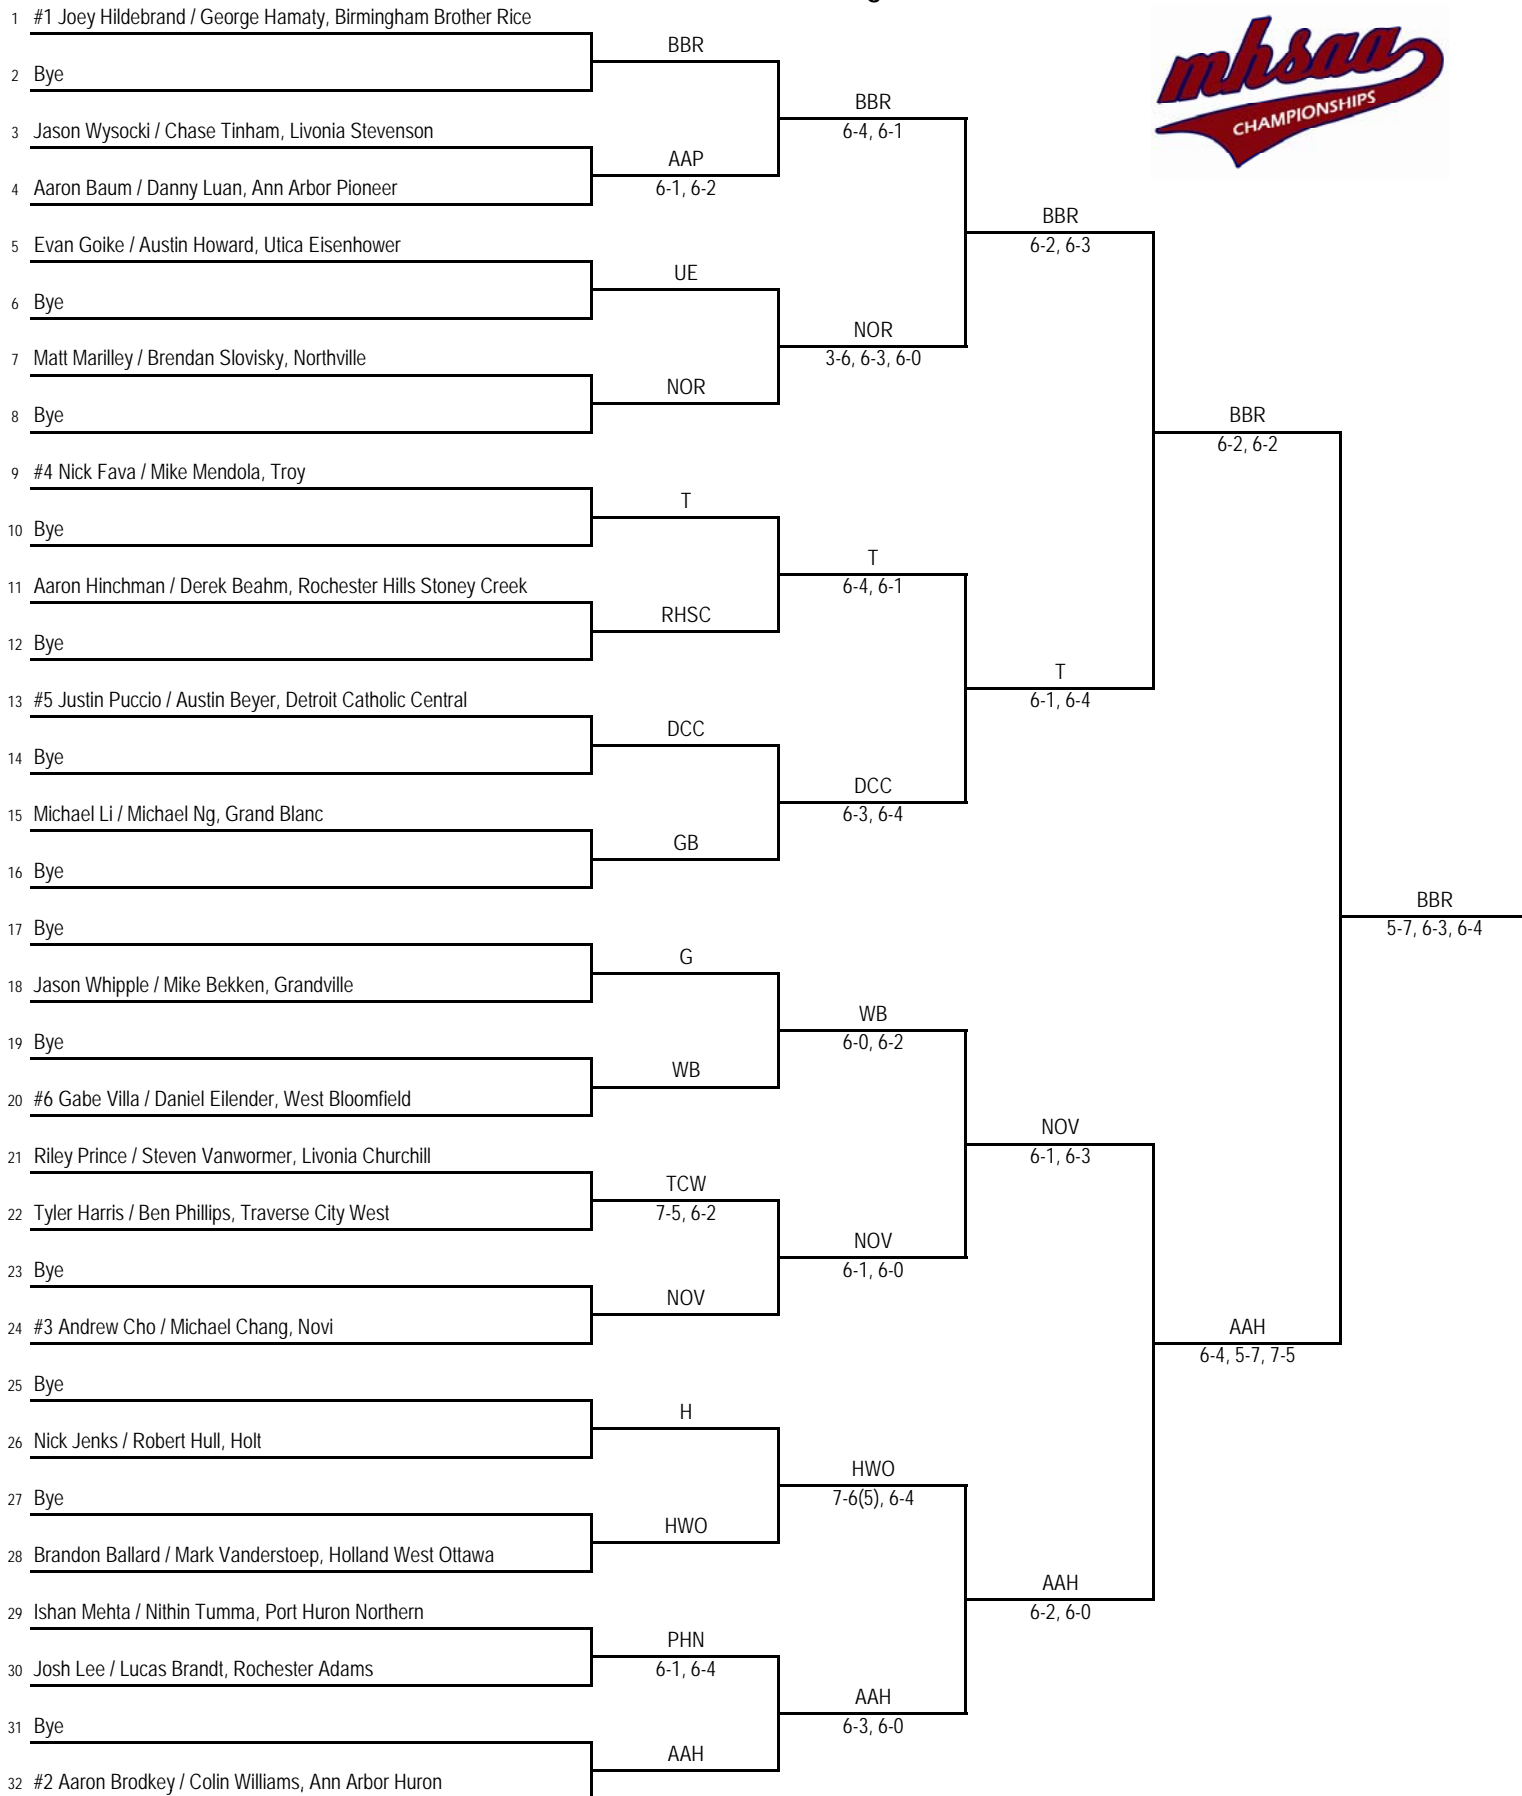 1 #1 Joey Hildebrand / George Hamaty, Birmingham Brother Rice
BBR
2 Bye
BBR
6-4, 6-1
3 Jason Wysocki / Chase Tinham, Livonia Stevenson
AAP
6-1, 6-2
4 Aaron Baum / Danny Luan, Ann Arbor Pioneer
BBR
6-2, 6-3
5 Evan Goike / Austin Howard, Utica Eisenhower
UE
6 Bye
NOR
3-6, 6-3, 6-0
7 Matt Marilley / Brendan Slovisky, Northville
NOR
8 Bye
BBR
6-2, 6-2
9 #4 Nick Fava / Mike Mendola, Troy
T
10 Bye
T
6-4, 6-1
11 Aaron Hinchman / Derek Beahm, Rochester Hills Stoney Creek
RHSC
12 Bye
T
6-1, 6-4
13 #5 Justin Puccio / Austin Beyer, Detroit Catholic Central
DCC
14 Bye
DCC
6-3, 6-4
15 Michael Li / Michael Ng, Grand Blanc
GB
16 Bye
BBR
5-7, 6-3, 6-4
17 Bye
G
18 Jason Whipple / Mike Bekken, Grandville
WB
6-0, 6-2
19 Bye
WB
20 #6 Gabe Villa / Daniel Eilender, West Bloomfield
NOV
6-1, 6-3
21 Riley Prince / Steven Vanwormer, Livonia Churchill
TCW
7-5, 6-2
22 Tyler Harris / Ben Phillips, Traverse City West
NOV
6-1, 6-0
23 Bye
NOV
24 #3 Andrew Cho / Michael Chang, Novi
AAH
6-4, 5-7, 7-5
25 Bye
H
26 Nick Jenks / Robert Hull, Holt
HWO
7-6(5), 6-4
27 Bye
HWO
28 Brandon Ballard / Mark Vanderstoep, Holland West Ottawa
AAH
6-2, 6-0
29 Ishan Mehta / Nithin Tumma, Port Huron Northern
PHN
6-1, 6-4
30 Josh Lee / Lucas Brandt, Rochester Adams
AAH
6-3, 6-0
31 Bye
AAH
32 #2 Aaron Brodkey / Colin Williams, Ann Arbor Huron
mhsaa
CHAMPIONSHIPS